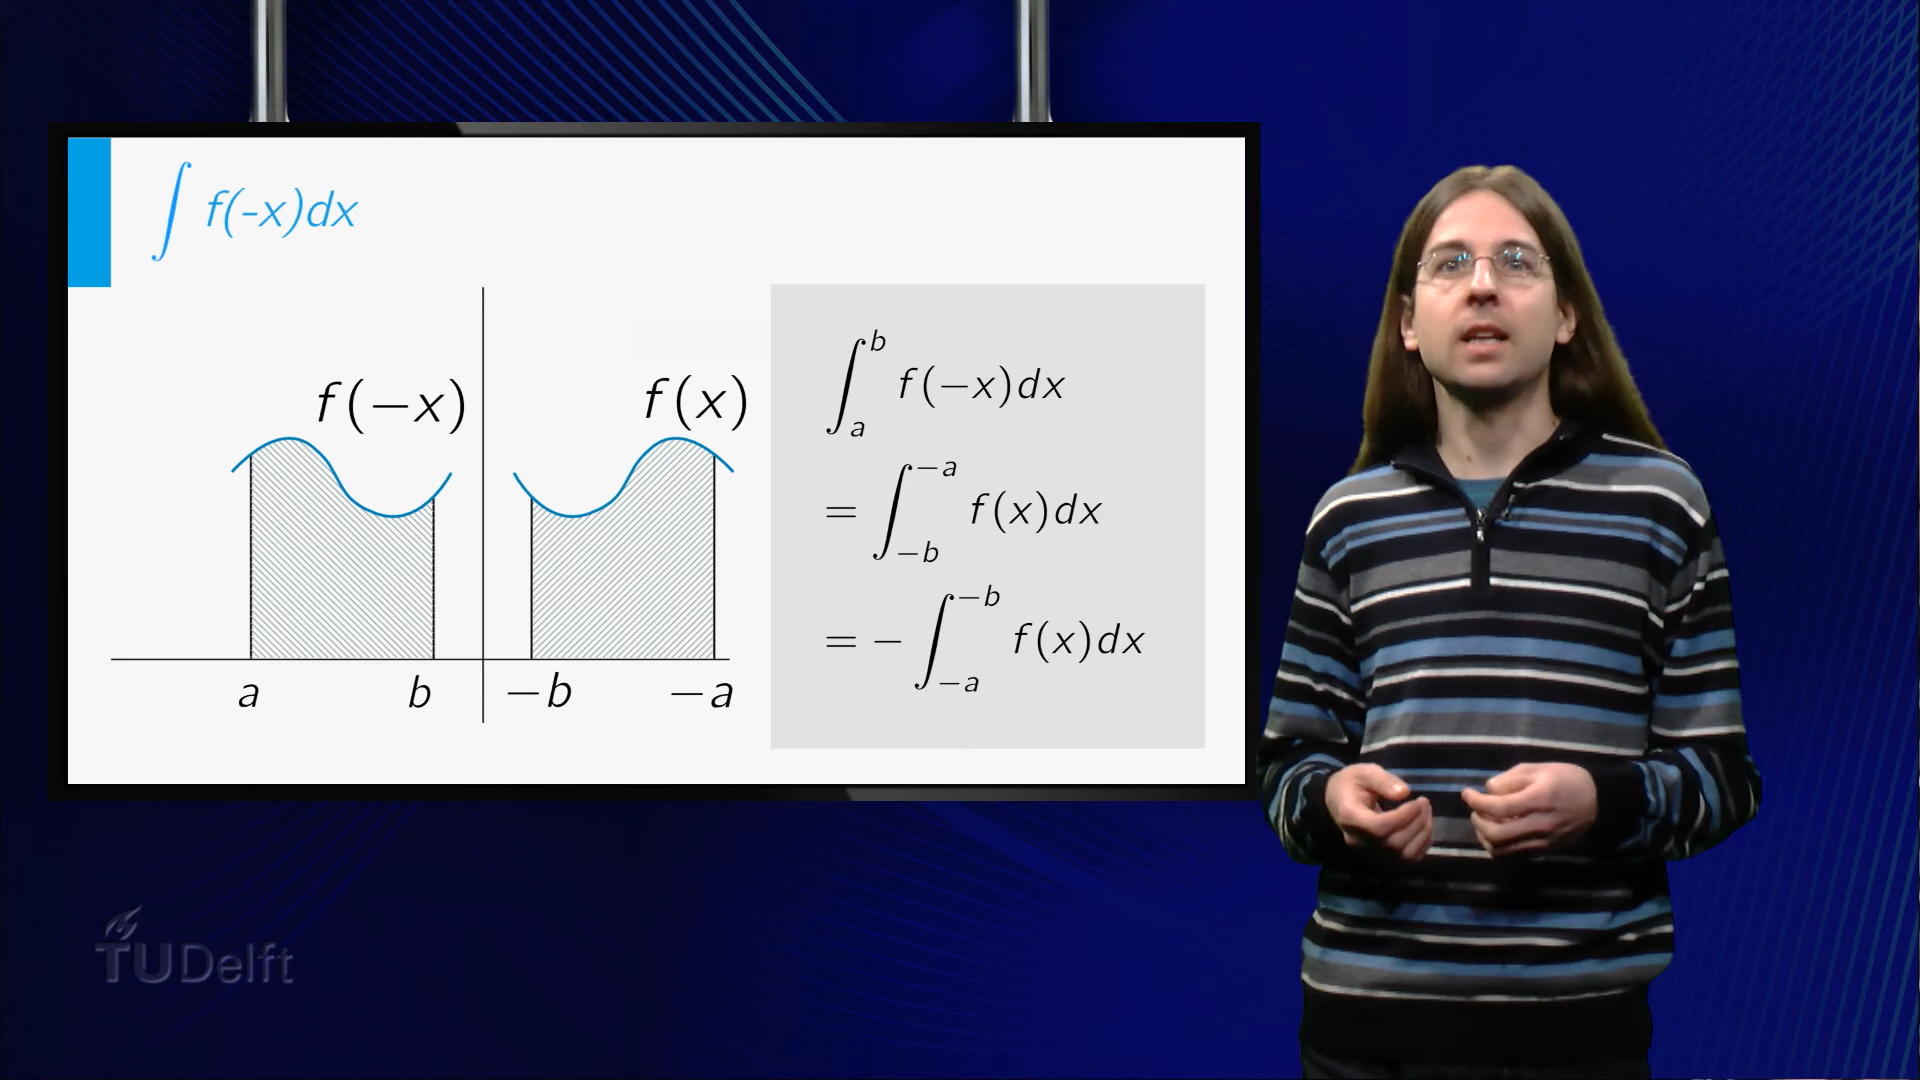 ∫ f(-x)dx
f(−x)
f(x)
a b −b −a
∫_a^b f(−x)dx
= ∫_{−b}^{−a} f(x)dx
= − ∫_{−a}^{−b} f(x)dx
TUDelft